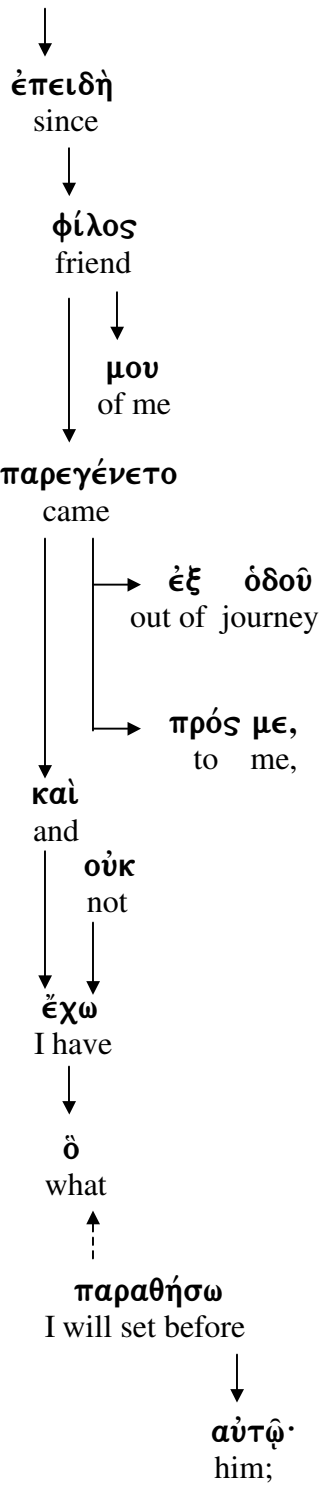 ἐπειδὴ
since
φίλος
friend
μου
of me
παρεγένετο
came
ἐξ ὁδοῦ
out of journey
πρός με,
to me,
καὶ
and
οὐκ
not
ἔχω
I have
ὃ
what
παραθήσω
I will set before
αὐτῷ·
him;